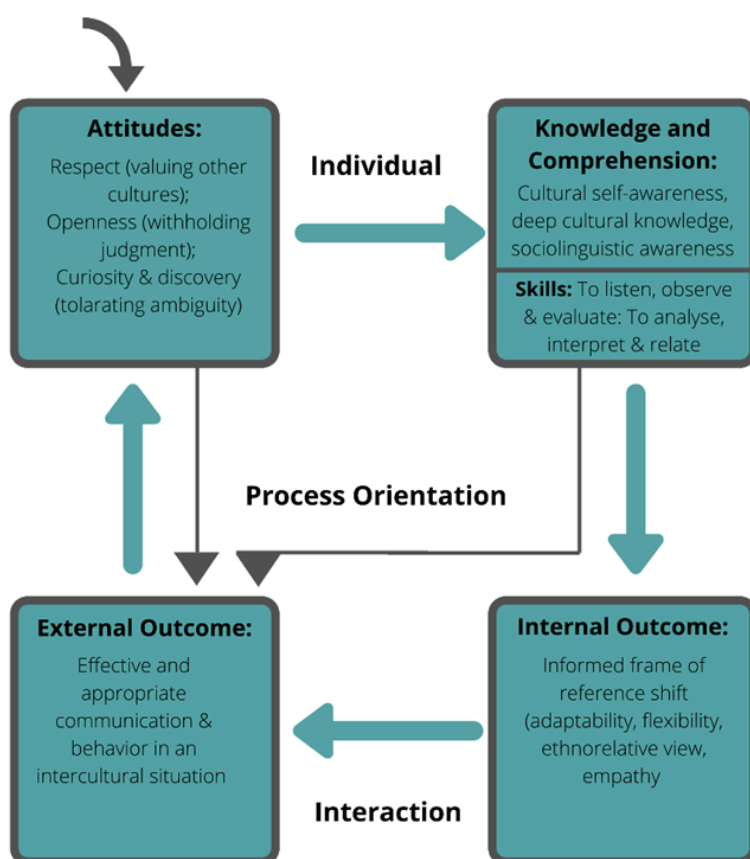 Attitudes:
Respect (valuing other
cultures);
Openness (withholding
judgment);
Curiosity & discovery
(tolarating ambiguity)
Individual
Knowledge and
Comprehension:
Cultural self-awareness,
deep cultural knowledge,
sociolinguistic awareness
Skills: To listen, observe
& evaluate: To analyse,
interpret & relate
Process Orientation
External Outcome:
Effective and
appropriate
communication &
behavior in an
intercultural situation
Internal Outcome:
Informed frame of
reference shift
(adaptability, flexibility,
ethnorelative view,
empathy
Interaction